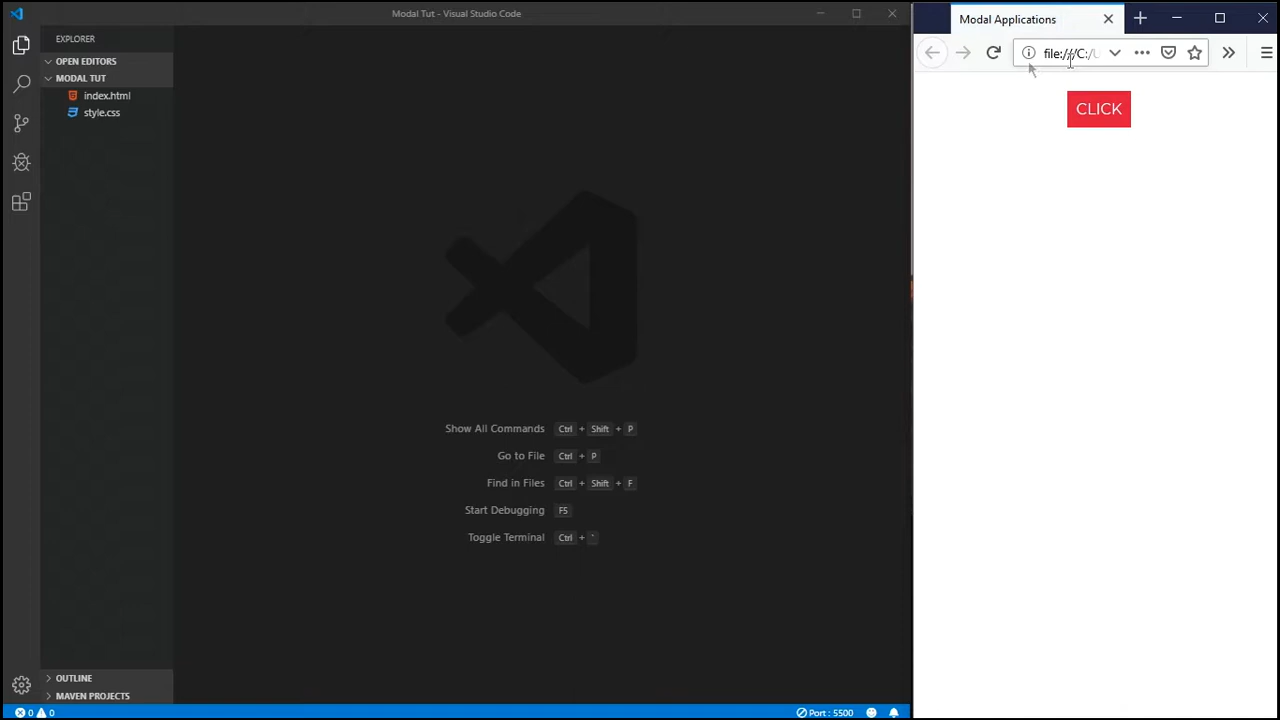 Modal Tut - Visual Studio Code
EXPLORER
OPEN EDITORS
MODAL TUT
index.html
style.css
Show All Commands Ctrl + Shift + P
Go to File Ctrl + P
Find in Files Ctrl + Shift + F
Start Debugging F5
Toggle Terminal Ctrl + `
OUTLINE
MAVEN PROJECTS
0 0
Port : 5500
Modal Applications
file:///C:/U
CLICK